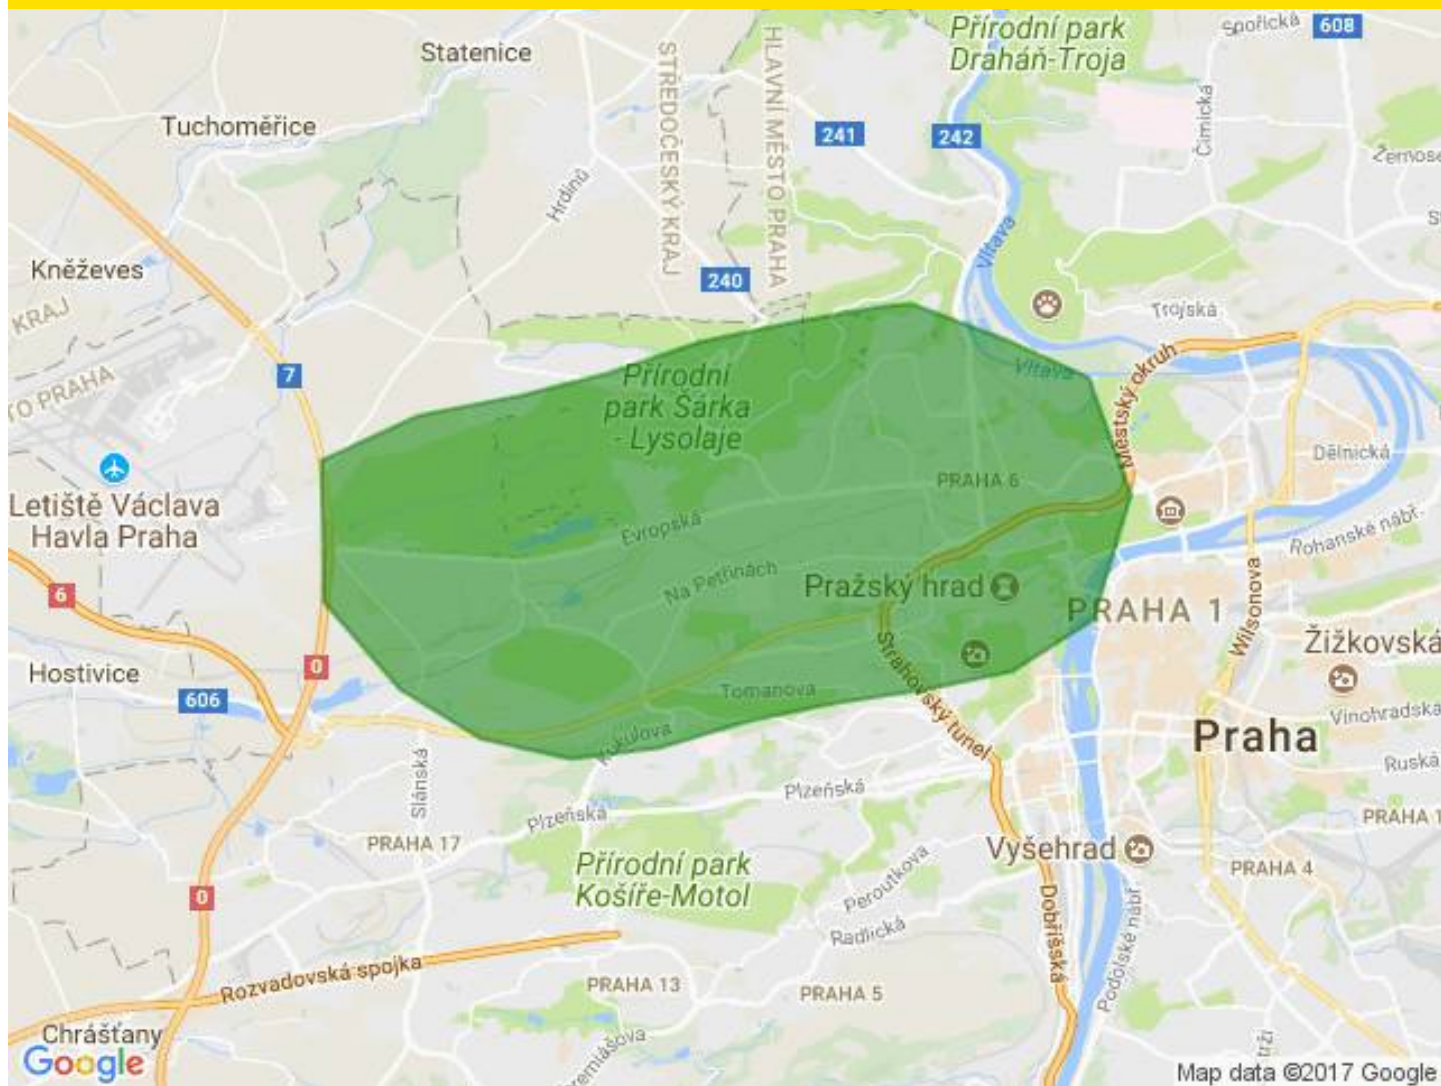 Přírodní park
Draháň-Troja
Spořická
608
Statenice
STŘEDOČESKÝ KRAJ
HLAVNÍ MĚSTO PRAHA
Tuchoměřice
241
242
Čimická
Hrdinů
Vltava
Kněževes
KRAJ
240
Trojská
7
Přírodní
park Šárka
- Lysolaje
Vltava
Městský okruh
TO PRAHA
Dělnická
PRAHA 6
Letiště Václava
Havla Praha
Evropská
Rohanské nábř.
6
Na Petřinách
Pražský hrad
PRAHA 1
Wilsonova
Žižkovská
Hostivice
0
606
Tomanova
Strahovský tunel
Kukulova
Praha
Vinohradska
Ruská
Slánská
Plzeňská
Plzeňská
PRAHA 1
PRAHA 17
Vyšehrad
PRAHA 4
Přírodní park
Košíře-Motol
Peroutkova
Radlická
Dobříšská
Podolské nábř.
0
Rozvadovská spojka
PRAHA 13
PRAHA 5
Chrášťany
Google
Map data ©2017 Google